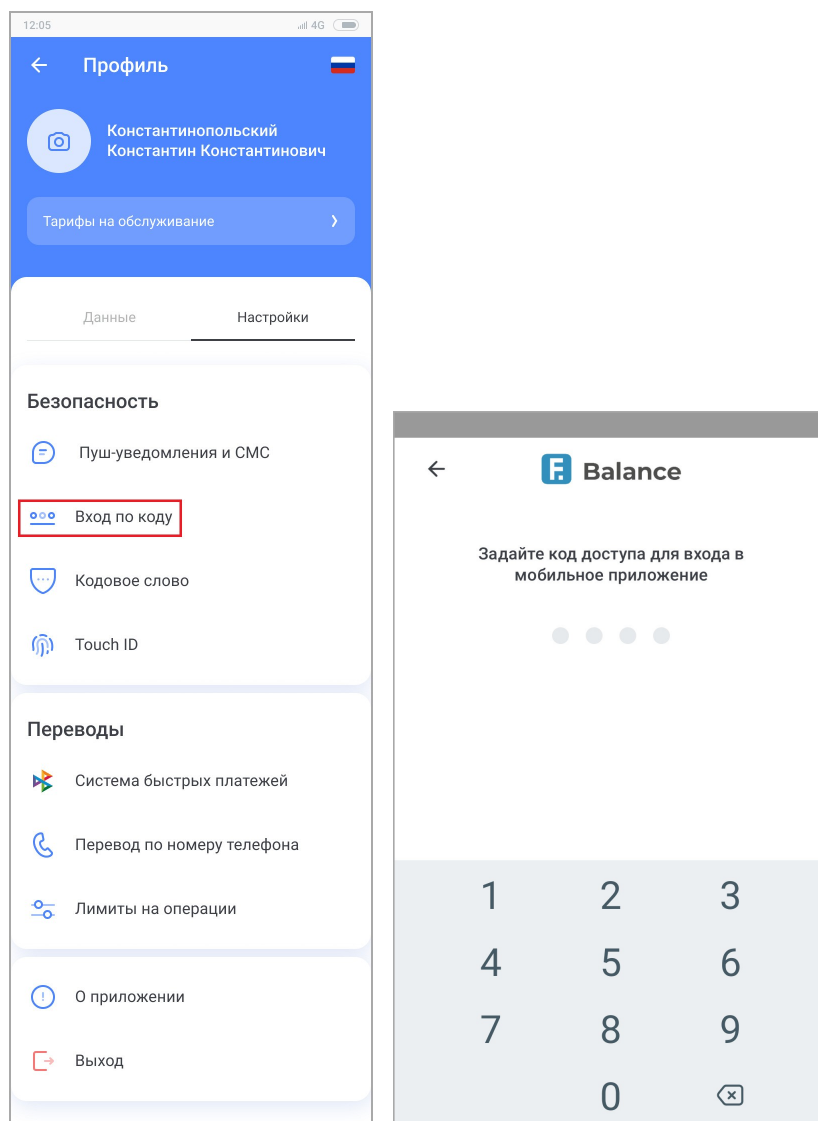 12:05
4G
Профиль
Константинопольский
Константин Константинович
Тарифы на обслуживание
Данные
Настройки
Безопасность
Пуш-уведомления и СМС
Вход по коду
Кодовое слово
Touch ID
Переводы
Система быстрых платежей
Перевод по номеру телефона
Лимиты на операции
О приложении
Выход
F. Balance
Задайте код доступа для входа в
мобильное приложение
1 2 3
4 5 6
7 8 9
0